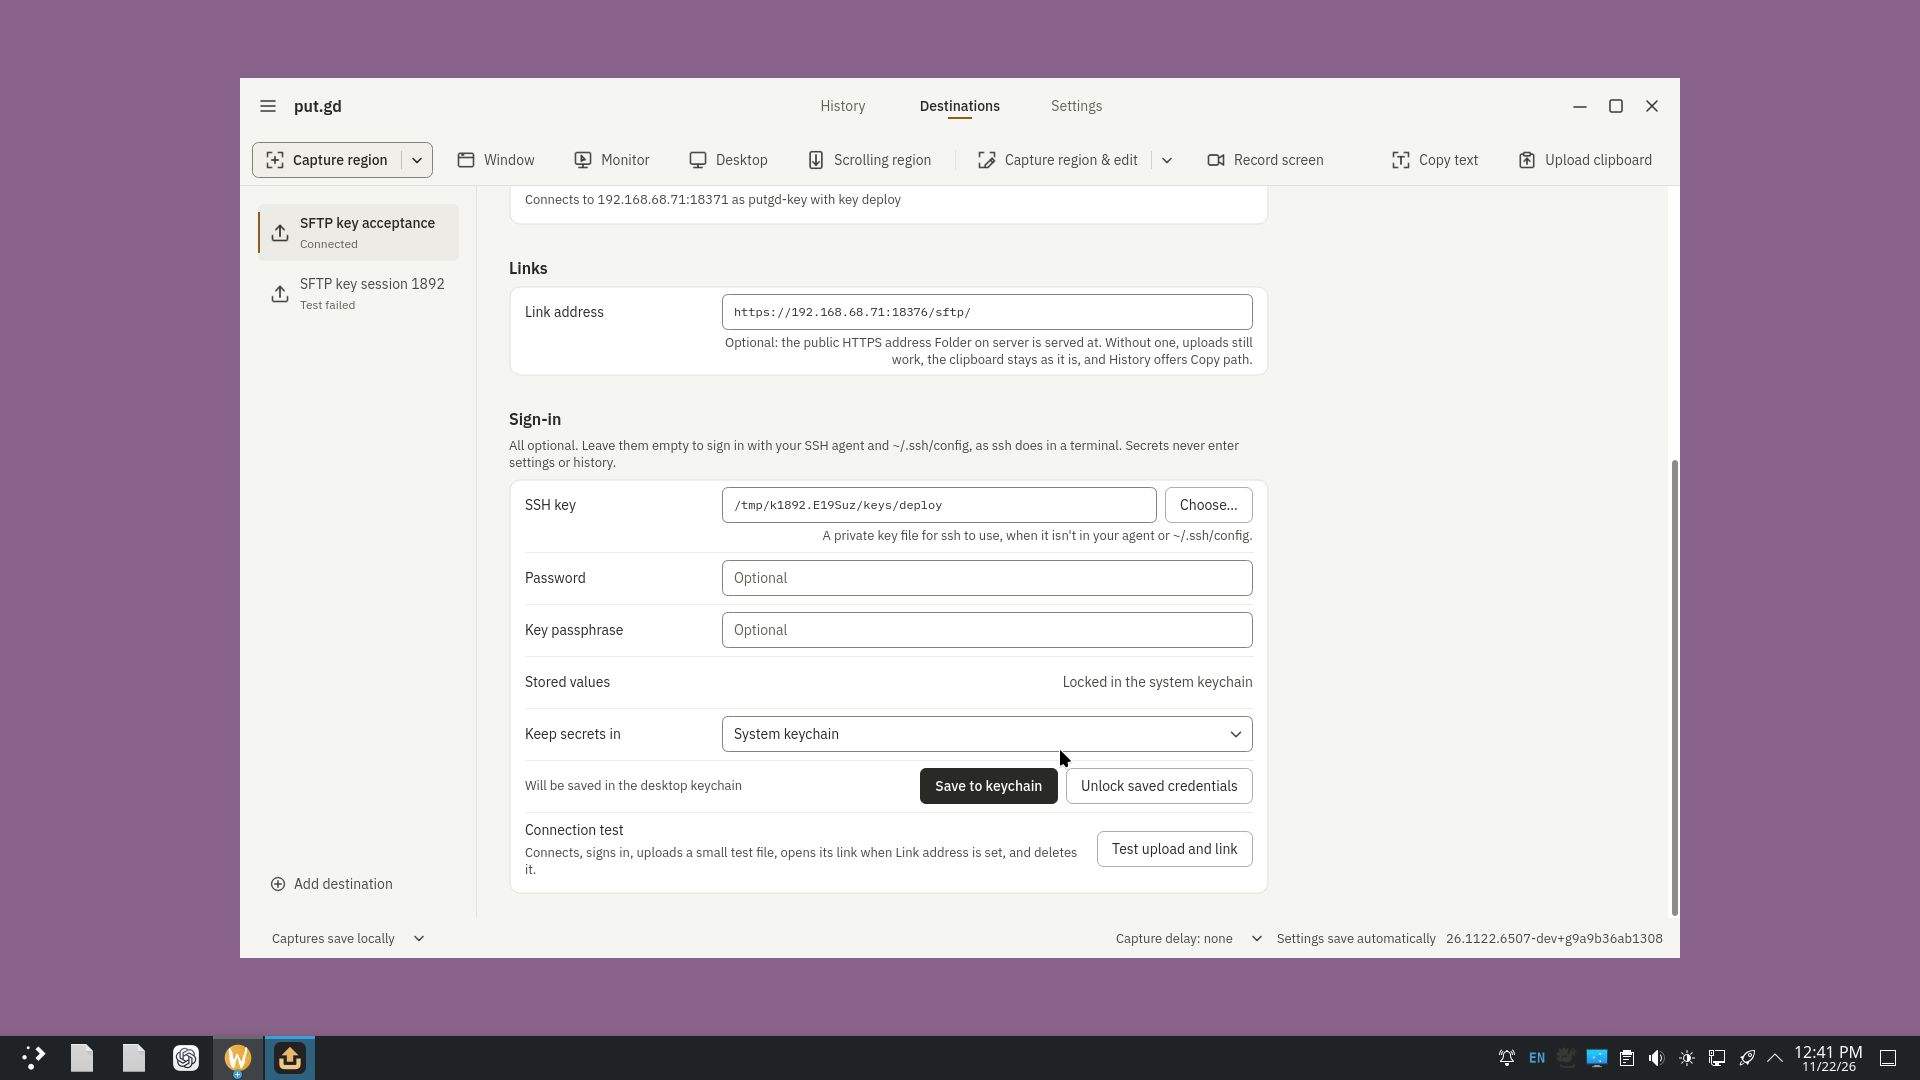 put.gd
History
Destinations
Settings
Capture region
Window
Monitor
Desktop
Scrolling region
Capture region & edit
Record screen
Copy text
Upload clipboard
SFTP key acceptance
Connected
SFTP key session 1892
Test failed
Add destination
Connects to 192.168.68.71:18371 as putgd-key with key deploy
Links
Link address
https://192.168.68.71:18376/sftp/
Optional: the public HTTPS address Folder on server is served at. Without one, uploads still
work, the clipboard stays as it is, and History offers Copy path.
Sign-in
All optional. Leave them empty to sign in with your SSH agent and ~/.ssh/config, as ssh does in a terminal. Secrets never enter
settings or history.
SSH key
/tmp/k1892.E19Suz/keys/deploy
Choose...
A private key file for ssh to use, when it isn't in your agent or ~/.ssh/config.
Password
Optional
Key passphrase
Optional
Stored values
Locked in the system keychain
Keep secrets in
System keychain
Will be saved in the desktop keychain
Save to keychain
Unlock saved credentials
Connection test
Connects, signs in, uploads a small test file, opens its link when Link address is set, and deletes
it.
Test upload and link
Captures save locally
Capture delay: none
Settings save automatically
26.1122.6507-dev+g9a9b36ab1308
W
EN
12:41 PM
11/22/26